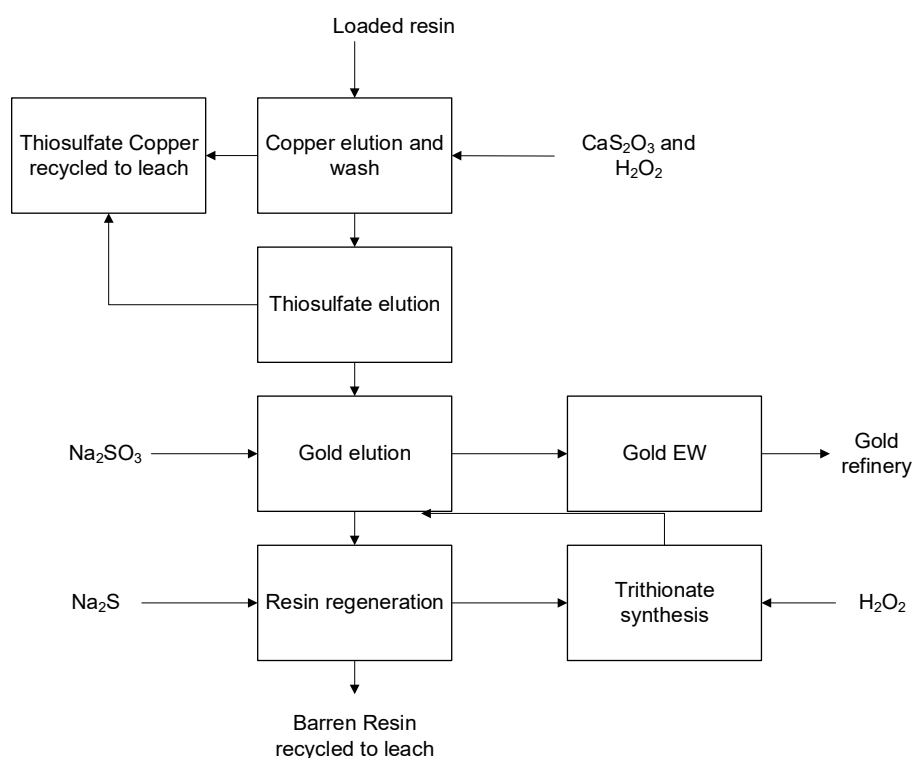 Loaded resin
Thiosulfate Copper
recycled to leach
Copper elution and
wash
CaS₂O₃ and
H₂O₂
Thiosulfate elution
Na₂SO₃
Gold elution
Gold EW
Gold
refinery
Na₂S
Resin regeneration
Trithionate
synthesis
H₂O₂
Barren Resin
recycled to leach